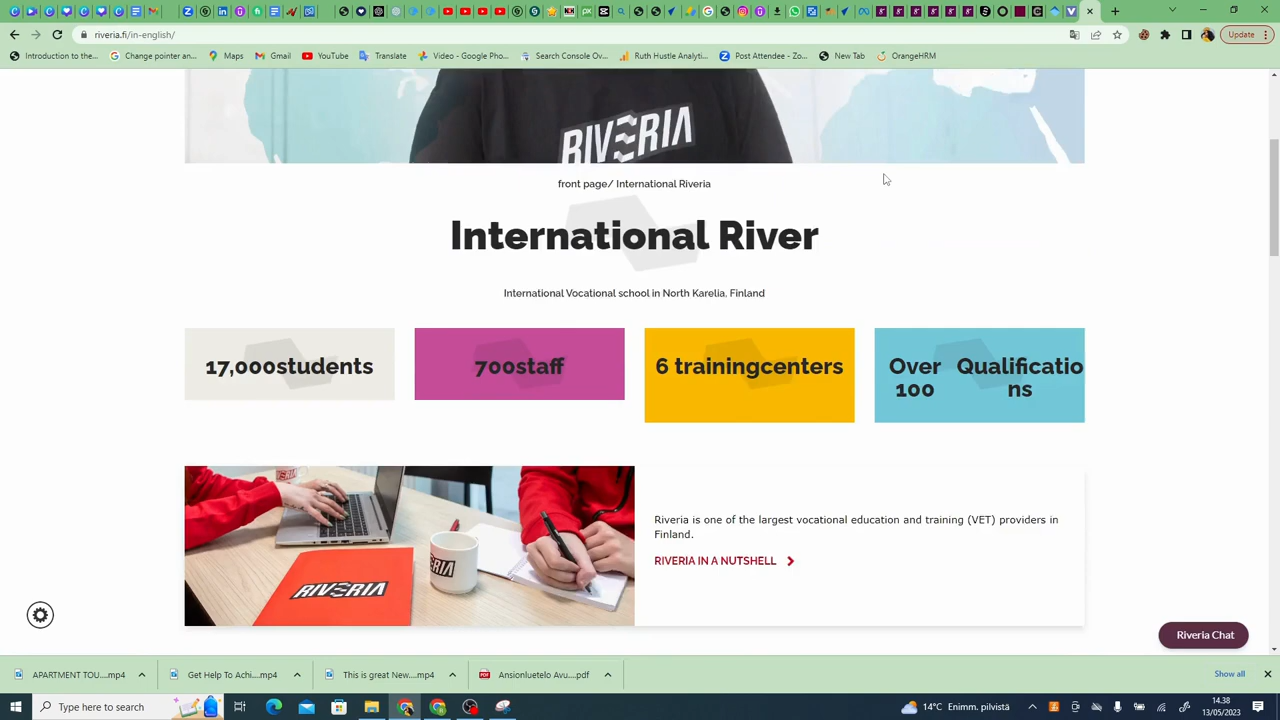 riveria.fi/in-english/
Update
Introduction to the...
Change pointer an...
Maps
Gmail
YouTube
Translate
Video - Google Pho...
Search Console Ov...
Ruth Hustle Analyti...
Post Attendee - Zo...
New Tab
OrangeHRM
RIVERIA
front page/ International Riveria
International River
International Vocational school in North Karelia, Finland
17,000students
700staff
6 trainingcenters
Over Qualificatio
100 ns
Riveria is one of the largest vocational education and training (VET) providers in
Finland.
RIVERIA IN A NUTSHELL
RIVERIA
RIVERIA
Riveria Chat
APARTMENT TOU....mp4
Get Help To Achi....mp4
This is great New....mp4
Ansionluetelo Avu....pdf
Show all
Type here to search
14°C Enimm. pilvistä
14.38
13/05/2023